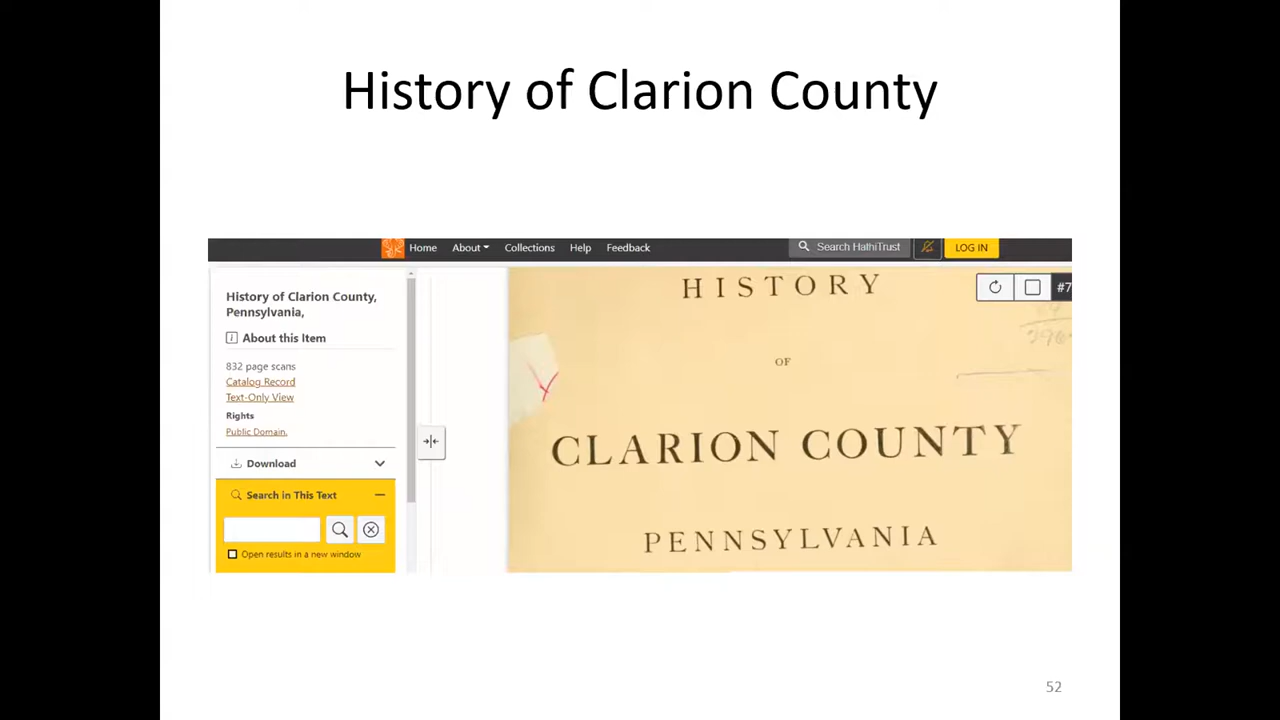 History of Clarion County
Home About Collections Help Feedback Search HathiTrust LOG IN
History of Clarion County,
Pennsylvania,
About this Item
832 page scans
Catalog Record
Text-Only View
Rights
Public Domain.
Download
Search in This Text
Open results in a new window
#7
HISTORY
OF
CLARION COUNTY
PENNSYLVANIA
52